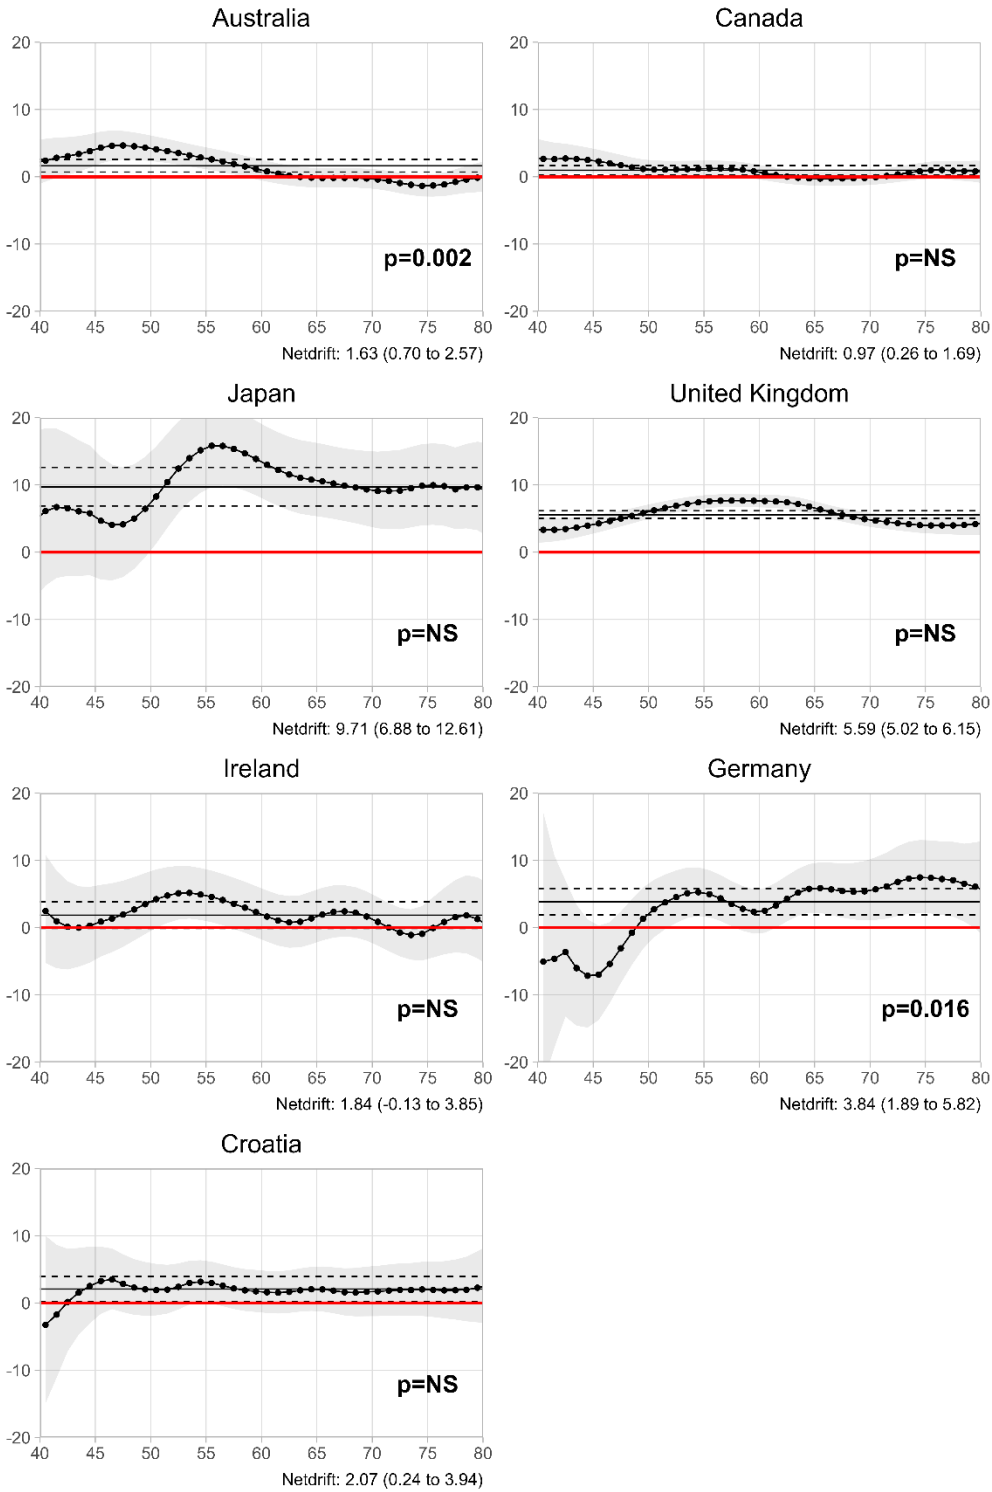 Australia
20
10
0
-10
-20
p=0.002
40 45 50 55 60 65 70 75 80
Netdrift: 1.63 (0.70 to 2.57)
Canada
20
10
0
-10
-20
p=NS
40 45 50 55 60 65 70 75 80
Netdrift: 0.97 (0.26 to 1.69)
Japan
20
10
0
-10
-20
p=NS
40 45 50 55 60 65 70 75 80
Netdrift: 9.71 (6.88 to 12.61)
United Kingdom
20
10
0
-10
-20
p=NS
40 45 50 55 60 65 70 75 80
Netdrift: 5.59 (5.02 to 6.15)
Ireland
20
10
0
-10
-20
p=NS
40 45 50 55 60 65 70 75 80
Netdrift: 1.84 (-0.13 to 3.85)
Germany
20
10
0
-10
-20
p=0.016
40 45 50 55 60 65 70 75 80
Netdrift: 3.84 (1.89 to 5.82)
Croatia
20
10
0
-10
-20
p=NS
40 45 50 55 60 65 70 75 80
Netdrift: 2.07 (0.24 to 3.94)